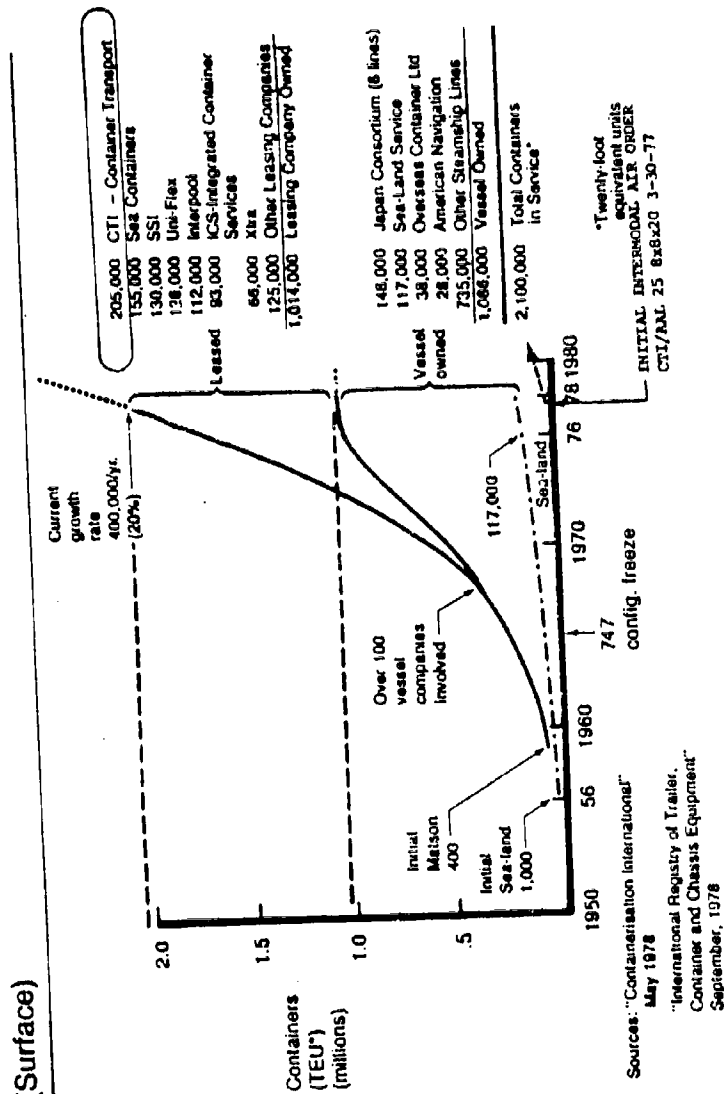 (Surface)
Containers
(TEU*)
(millions)
2.0
1.5
1.0
.5
1950
56
1960
1970
76
78
1980
Current
growth
rate
400,000/yr.
(20%)
Over 100
vessel
companies
involved
Initial
Matson
400
Initial
Sea-land
1,000
117,000
Sea-land
747
config. freeze
Leased
Vessel
owned
205,000 CTI - Container Transport
155,000 Sea Containers
130,000 SSI
128,000 Uni-Flex
112,000 Interpool
93,000 ICS-Integrated Container
Services
66,000 Xtra
125,000 Other Leasing Companies
1,014,000 Leasing Company Owned
148,000 Japan Consortium (6 lines)
117,000 Sea-Land Service
38,000 Overseas Container Ltd
28,000 American Navigation
735,000 Other Steamship Lines
1,066,000 Vessel Owned
2,100,000 Total Containers
in Service*
*Twenty-foot
equivalent units
INITIAL INTERMODAL AIR ORDER
CTI/AAL 25 8x8x20 3-30-77
Sources: "Containerisation International"
May 1978
"International Registry of Trailer,
Container and Chassis Equipment"
September, 1978